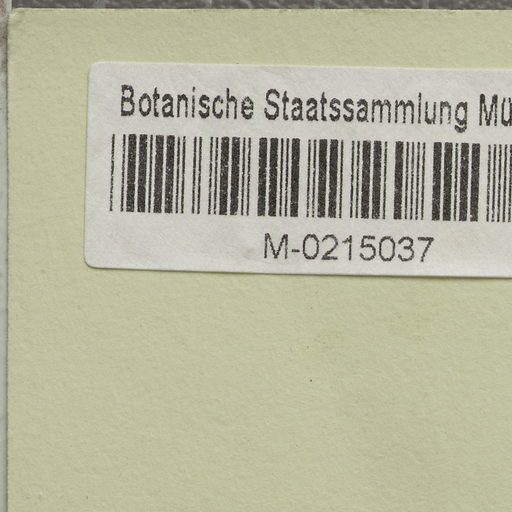 Botanische Staatssammlung Mü
M-0215037